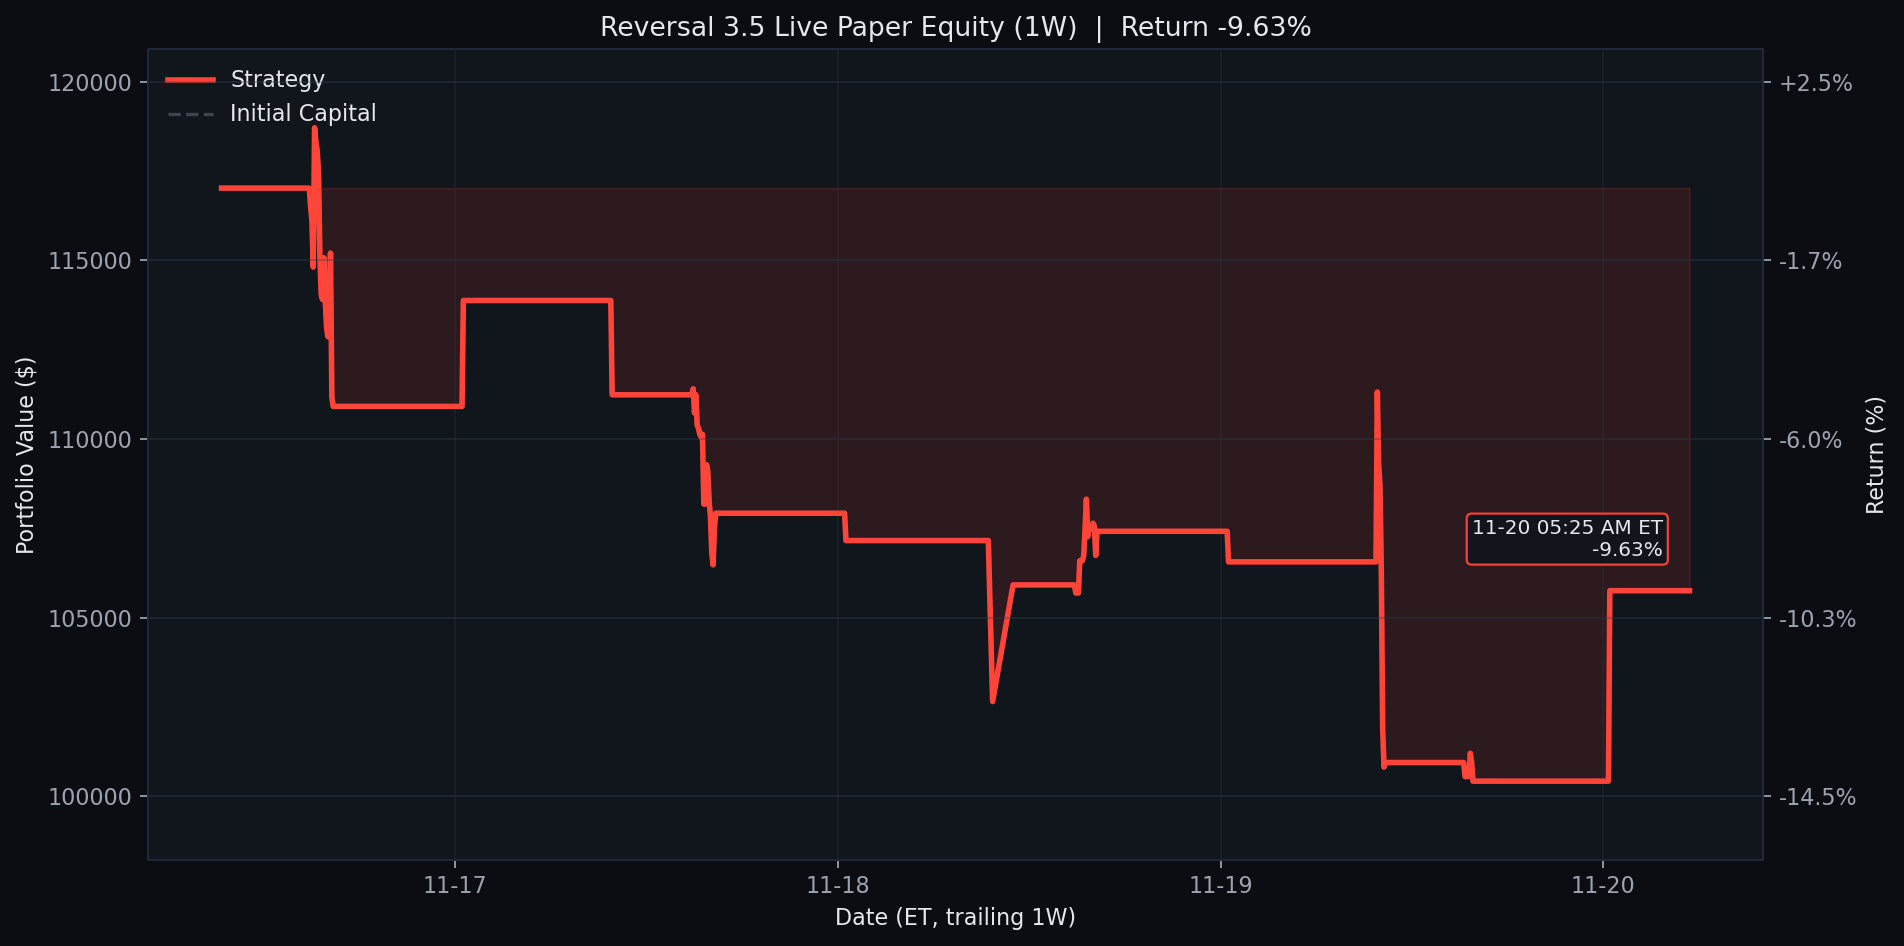 Reversal 3.5 Live Paper Equity (1W)  |  Return -9.63%
Strategy
Initial Capital
Portfolio Value ($)
120000
115000
110000
105000
100000
+2.5%
-1.7%
-6.0%
-10.3%
-14.5%
Return (%)
11-20 05:25 AM ET
-9.63%
11-17
11-18
11-19
11-20
Date (ET, trailing 1W)